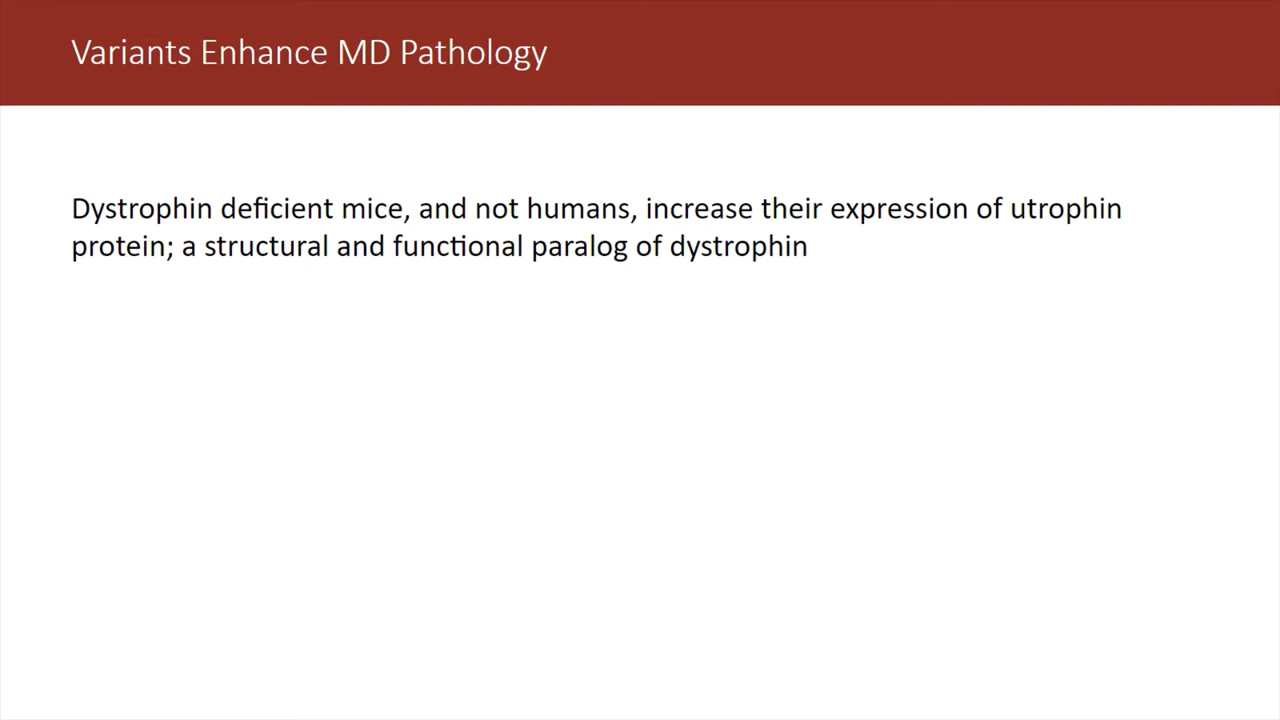 Variants Enhance MD Pathology
Dystrophin deficient mice, and not humans, increase their expression of utrophin
protein; a structural and functional paralog of dystrophin